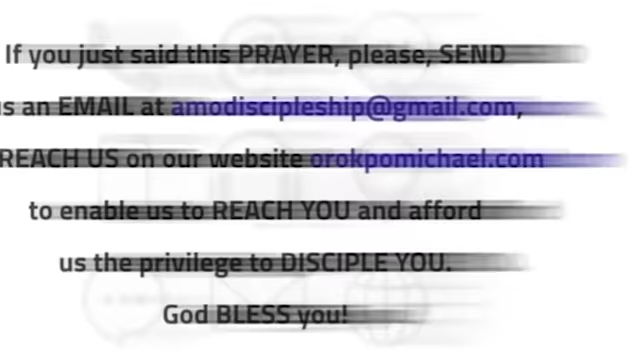 If you just said this PRAYER, please, SEND
s an EMAIL at amodiscipleship@gmail.com,
REACH US on our website orokpomichael.com
to enable us to REACH YOU and afford
us the privilege to DISCIPLE YOU.
God BLESS you!